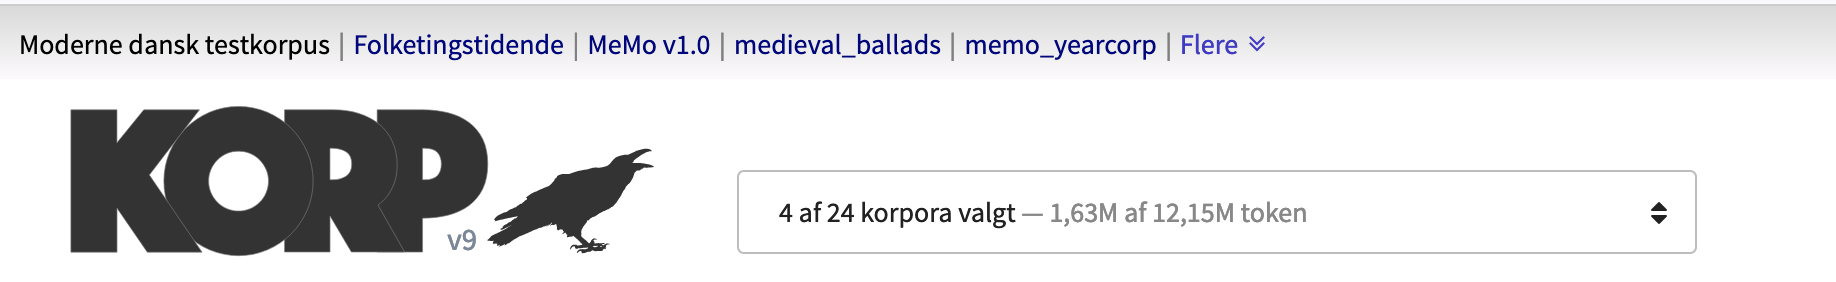 Moderne dansk testkorpus | Folketingstidende | MeMo v1.0 | medieval_ballads | memo_yearcorp | Flere
KORP v9
4 af 24 korpora valgt — 1,63M af 12,15M token